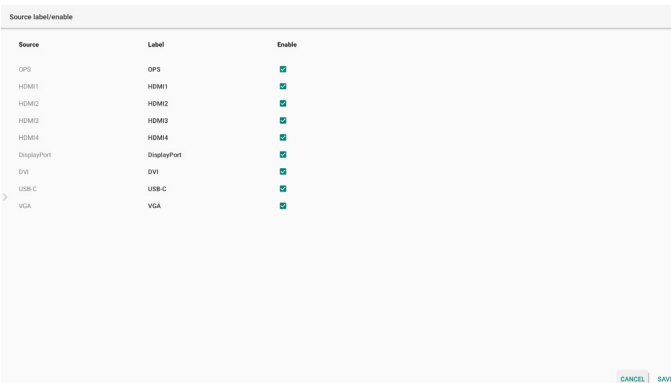 Source label/enable
Source Label Enable
OPS OPS
HDMI1 HDMI1
HDMI2 HDMI2
HDMI3 HDMI3
HDMI4 HDMI4
DisplayPort DisplayPort
DVI DVI
USB-C USB-C
VGA VGA
CANCEL SAV